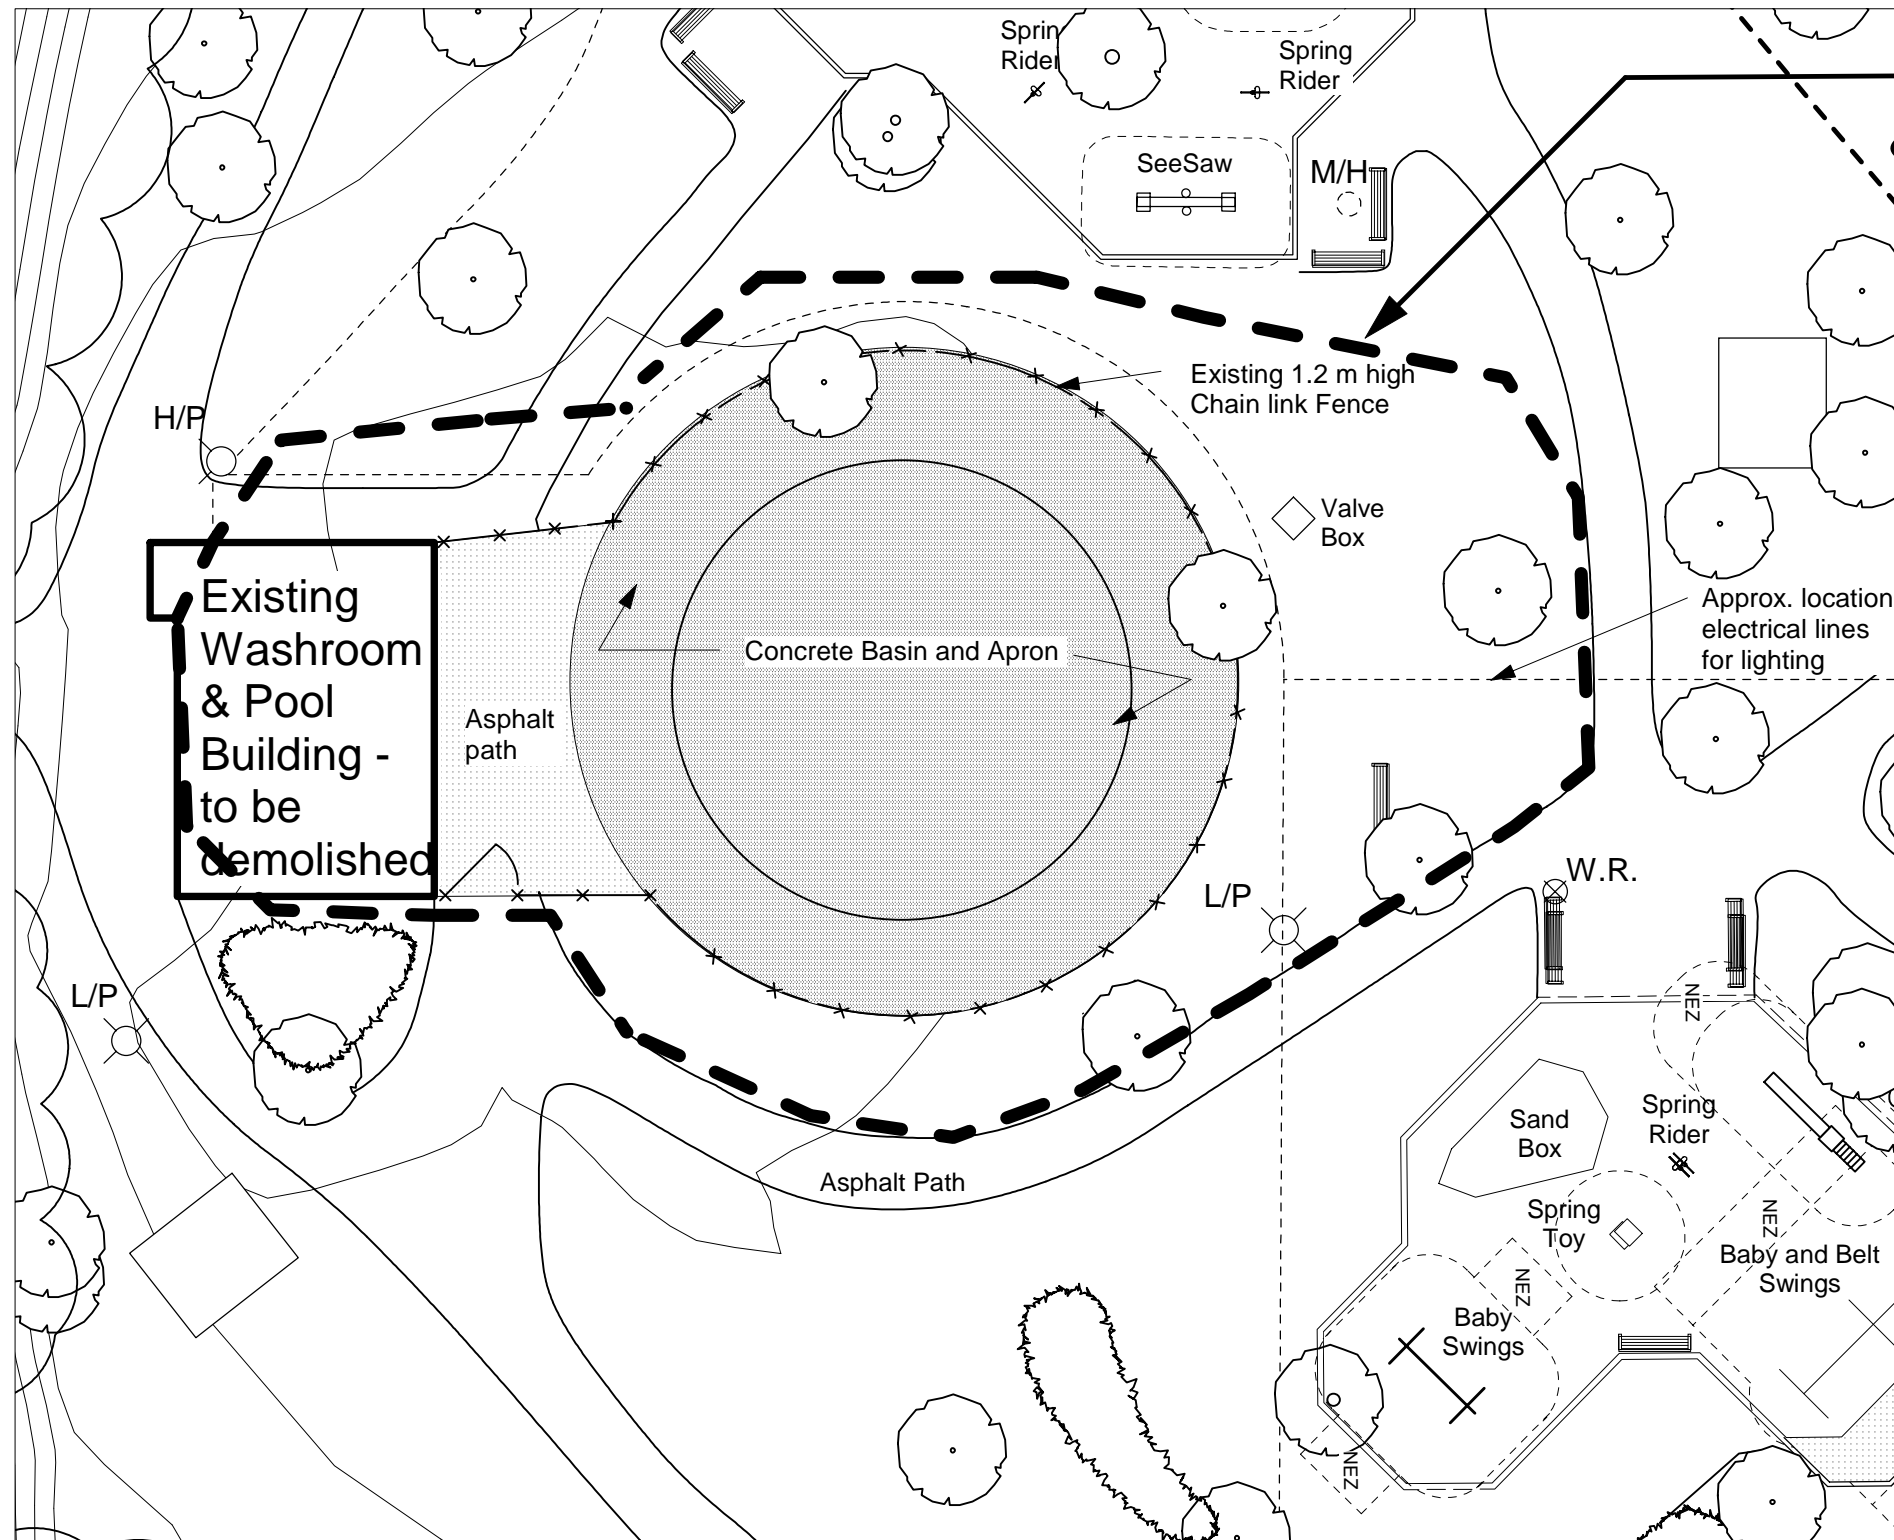 Spring
Rider
Spring
Rider
SeeSaw
M/H
Existing 1.2 m high
Chain link Fence
H/P
Valve
Box
Existing
Washroom
& Pool
Building -
to be
demolished
Approx. location
electrical lines
for lighting
Concrete Basin and Apron
Asphalt
path
W.R.
L/P
L/P
NEZ
Sand
Box
Spring
Rider
Asphalt Path
Spring
Toy
NEZ
Baby and Belt
Swings
NEZ
Baby
Swings
NEZ